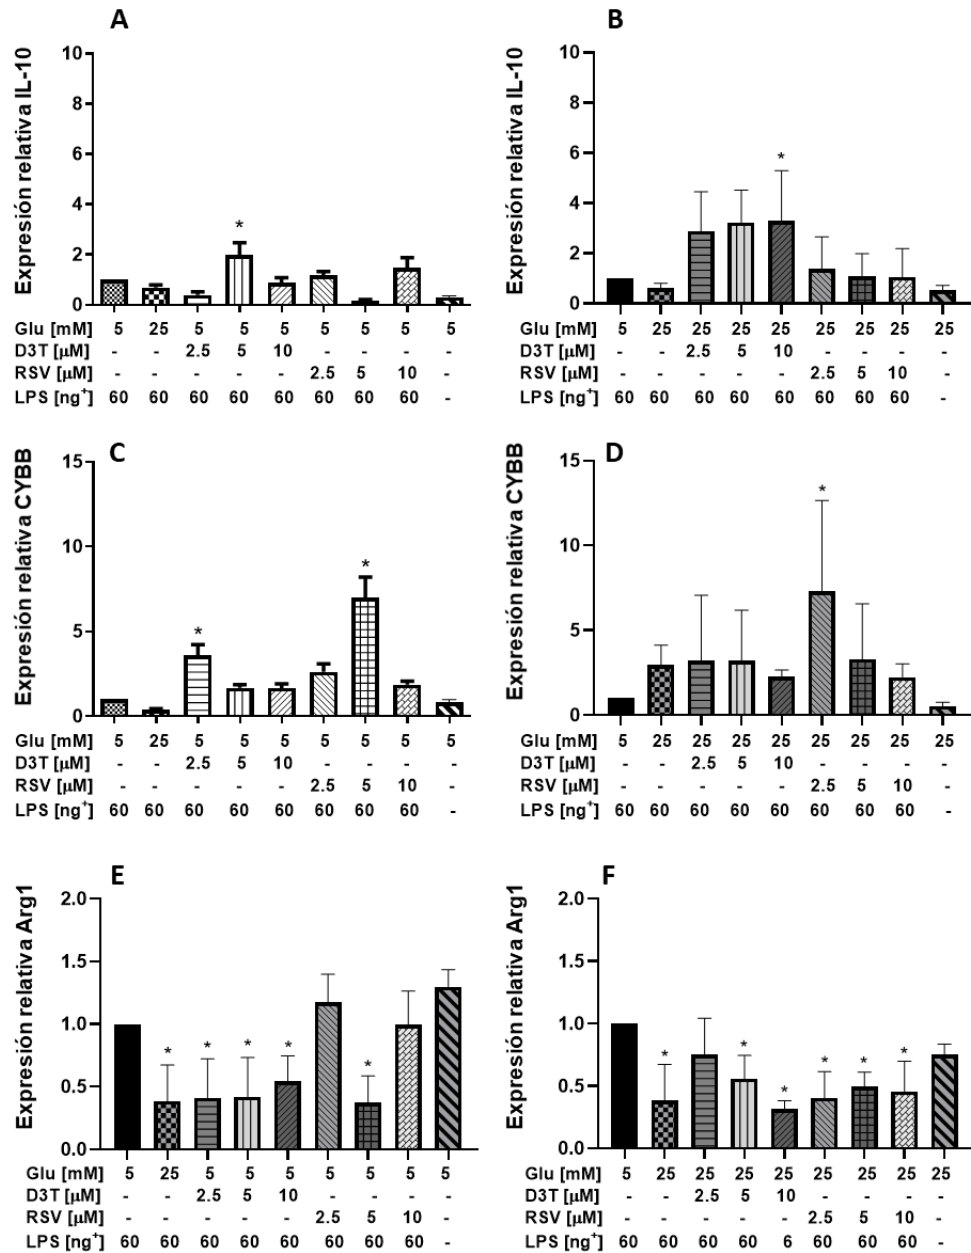 A
Expresión relativa IL-10
10
8
6
4
2
0
*
Glu [mM] 5 25 5 5 5 5 5 5 5
D3T [µM] - - 2.5 5 10 - - - -
RSV [µM] - - - - - 2.5 5 10 -
LPS [ng⁺] 60 60 60 60 60 60 60 60 -
B
Expresión relativa IL-10
10
8
6
4
2
0
*
Glu [mM] 5 25 25 25 25 25 25 25 25
D3T [µM] - - 2.5 5 10 - - - -
RSV [µM] - - - - - 2.5 5 10 -
LPS [ng⁺] 60 60 60 60 60 60 60 60 -
C
Expresión relativa CYBB
15
10
5
0
* *
Glu [mM] 5 25 5 5 5 5 5 5 5
D3T [µM] - - 2.5 5 10 - - - -
RSV [µM] - - - - - 2.5 5 10 -
LPS [ng⁺] 60 60 60 60 60 60 60 60 -
D
Expresión relativa CYBB
15
10
5
0
*
Glu [mM] 5 25 25 25 25 25 25 25 25
D3T [µM] - - 2.5 5 10 - - - -
RSV [µM] - - - - - 2.5 5 10 -
LPS [ng⁺] 60 60 60 60 60 60 60 60 -
E
Expresión relativa Arg1
2.0
1.5
1.0
0.5
0.0
* * * * *
Glu [mM] 5 25 5 5 5 5 5 5 5
D3T [µM] - - 2.5 5 10 - - - -
RSV [µM] - - - - - 2.5 5 10 -
LPS [ng⁺] 60 60 60 60 60 60 60 60 -
F
Expresión relativa Arg1
2.0
1.5
1.0
0.5
0.0
* * * * * *
Glu [mM] 5 25 25 25 25 25 25 25 25
D3T [µM] - - 2.5 5 10 - - - -
RSV [µM] - - - - - 2.5 5 10 -
LPS [ng⁺] 60 60 60 60 6 60 60 60 -